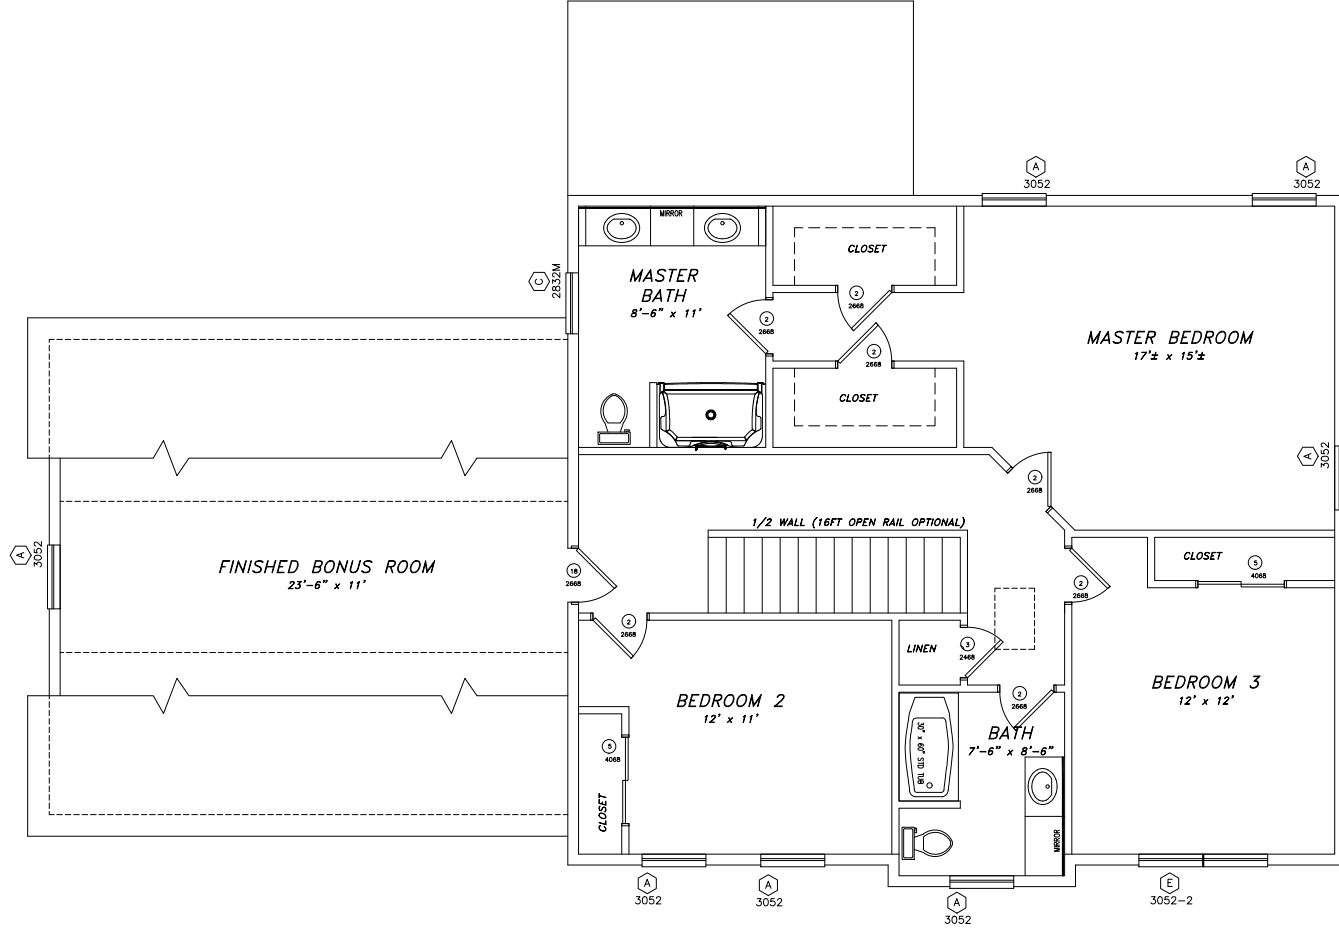 A
3052
A
3052
MIRROR
CLOSET
C
2832M
MASTER
BATH
8'-6" x 11'
2
2668
2
2668
MASTER BEDROOM
17'± x 15'±
2
2668
CLOSET
A
3052
2
2668
1/2 WALL (16FT OPEN RAIL OPTIONAL)
A
3052
FINISHED BONUS ROOM
23'-6" x 11'
18
2668
CLOSET
5
4068
2
2668
2
2668
LINEN
3
2468
BEDROOM 2
12' x 11'
2
2668
BEDROOM 3
12' x 12'
BATH
7'-6" x 8'-6"
30" x 60" STD TUB
5
4068
CLOSET
MIRROR
A
3052
A
3052
A
3052
E
3052-2